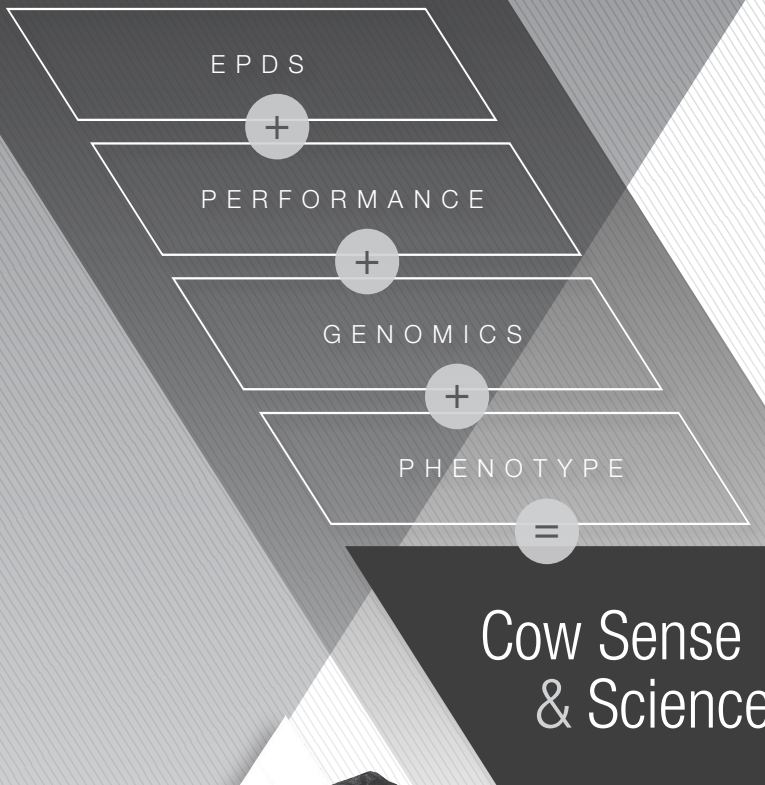 EPDS
+
PERFORMANCE
+
GENOMICS
+
PHENOTYPE
=
Cow Sense
& Science